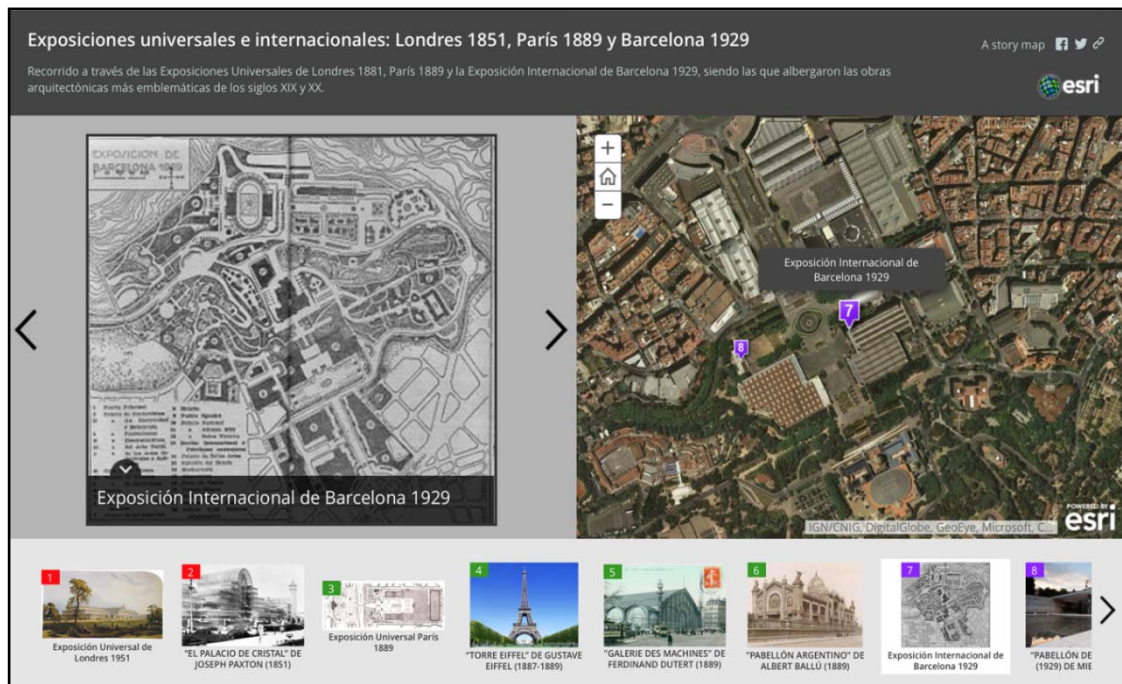 Exposiciones universales e internacionales: Londres 1851, París 1889 y Barcelona 1929
A story map
Recorrido a través de las Exposiciones Universales de Londres 1881, París 1889 y la Exposición Internacional de Barcelona 1929, siendo las que albergaron las obras
arquitectónicas más emblemáticas de los siglos XIX y XX.
esri
EXPOSICION DE
BARCELONA 1929
Exposición Internacional de Barcelona 1929
+
−
Exposición Internacional de
Barcelona 1929
7
8
POWERED BY
esri
IGN/CNIG, DigitalGlobe, GeoEye, Microsoft, C...
1
Exposición Universal de
Londres 1951
2
"EL PALACIO DE CRISTAL" DE
JOSEPH PAXTON (1851)
3
Exposición Universal París
1889
4
"TORRE EIFFEL" DE GUSTAVE
EIFFEL (1887-1889)
5
"GALERIE DES MACHINES" DE
FERDINAND DUTERT (1889)
6
"PABELLÓN ARGENTINO" DE
ALBERT BALLÚ (1889)
7
Exposición Internacional de
Barcelona 1929
8
"PABELLÓN DE
(1929) DE MIE